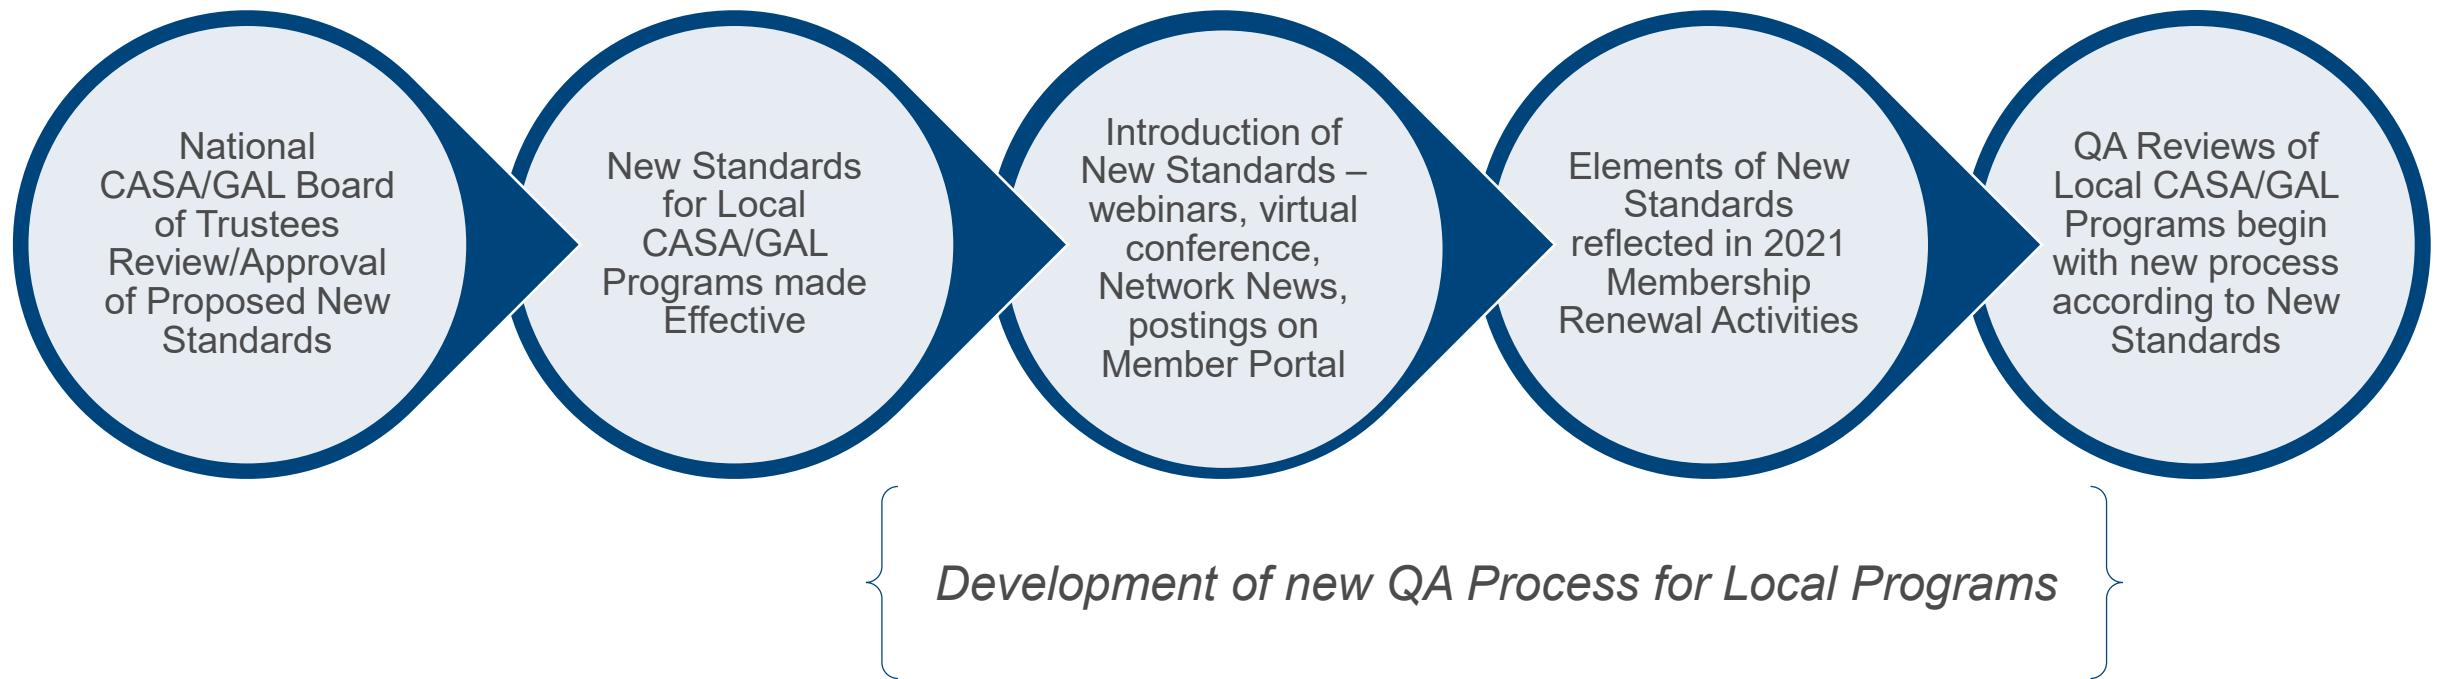 National
CASA/GAL Board
of Trustees
Review/Approval
of Proposed New
Standards
New Standards
for Local
CASA/GAL
Programs made
Effective
Introduction of
New Standards –
webinars, virtual
conference,
Network News,
postings on
Member Portal
Elements of New
Standards
reflected in 2021
Membership
Renewal Activities
QA Reviews of
Local CASA/GAL
Programs begin
with new process
according to New
Standards
Development of new QA Process for Local Programs